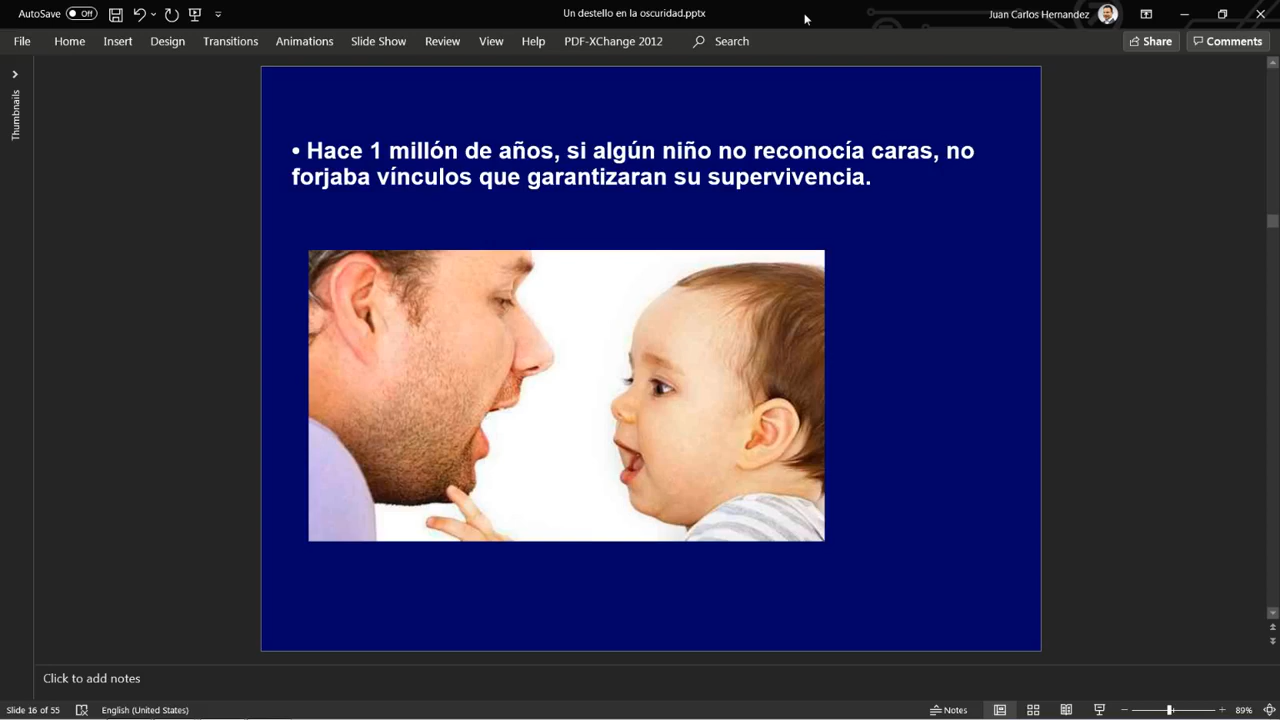 AutoSave Off
Un destello en la oscuridad.pptx
Juan Carlos Hernandez
File Home Insert Design Transitions Animations Slide Show Review View Help PDF-XChange 2012 Search Share Comments
Thumbnails
• Hace 1 millón de años, si algún niño no reconocía caras, no
forjaba vínculos que garantizaran su supervivencia.
Click to add notes
Slide 16 of 55 English (United States) Notes 89%